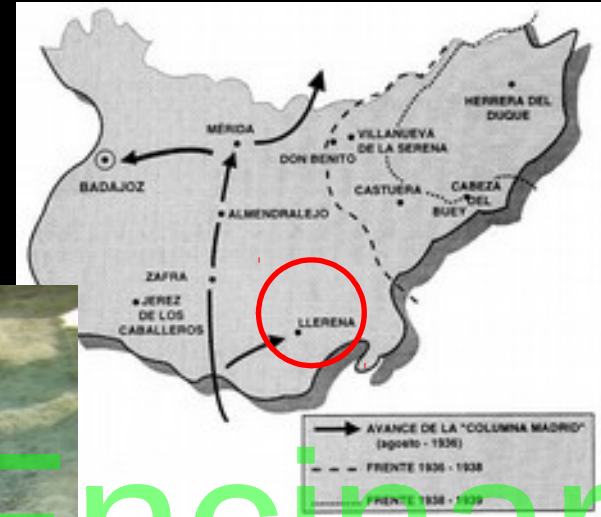 HERRERA DEL
DUQUE
MÉRIDA
VILLANUEVA
DE LA SERENA
DON BENITO
BADAJOZ
CASTUERA
CABEZA
DEL
BUEY
ALMENDRALEJO
ZAFRA
JEREZ
DE LOS
CABALLEROS
LLERENA
AVANCE DE LA "COLUMNA MADRID"
(agosto - 1936)
FRENTE 1936 - 1938
FRENTE 1938 - 1939